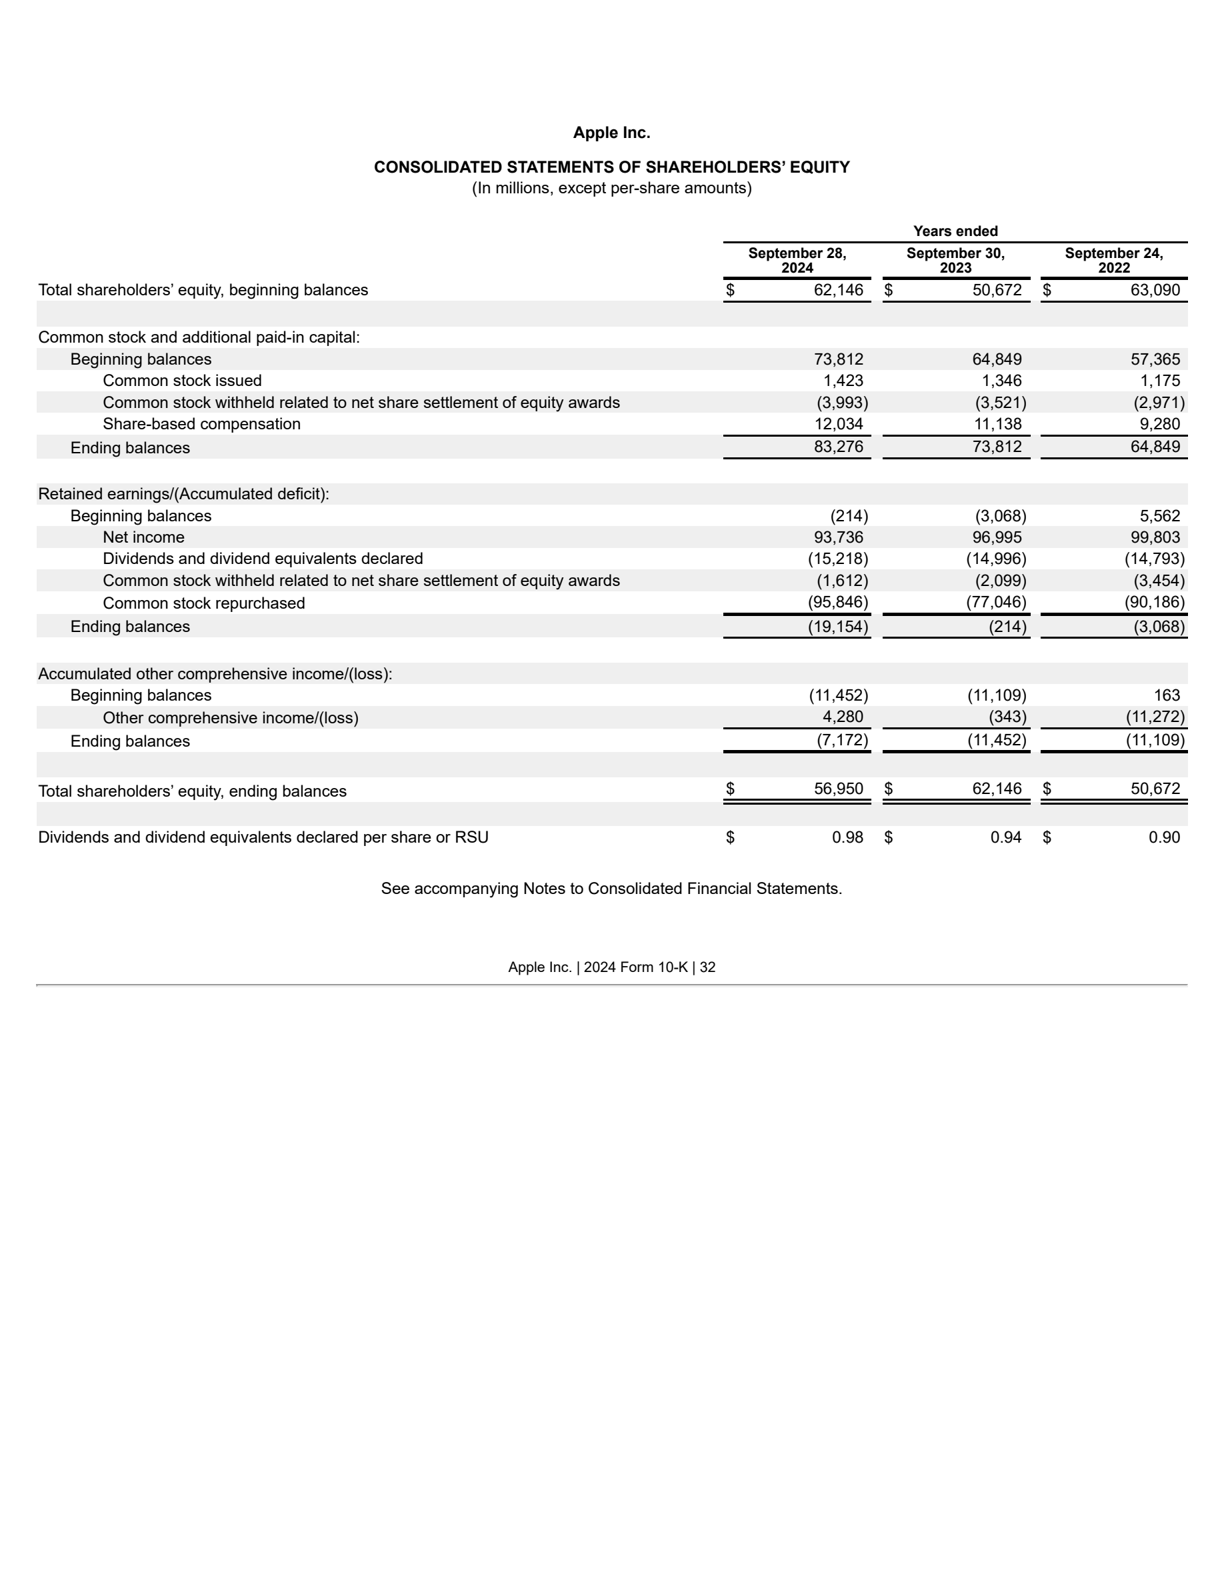 Apple Inc.
CONSOLIDATED STATEMENTS OF SHAREHOLDERS’ EQUITY
(In millions, except per-share amounts)
Years ended
September 28, 2024 September 30, 2023 September 24, 2022
Total shareholders’ equity, beginning balances $ 62,146 $ 50,672 $ 63,090
Common stock and additional paid-in capital:
Beginning balances 73,812 64,849 57,365
Common stock issued 1,423 1,346 1,175
Common stock withheld related to net share settlement of equity awards (3,993) (3,521) (2,971)
Share-based compensation 12,034 11,138 9,280
Ending balances 83,276 73,812 64,849
Retained earnings/(Accumulated deficit):
Beginning balances (214) (3,068) 5,562
Net income 93,736 96,995 99,803
Dividends and dividend equivalents declared (15,218) (14,996) (14,793)
Common stock withheld related to net share settlement of equity awards (1,612) (2,099) (3,454)
Common stock repurchased (95,846) (77,046) (90,186)
Ending balances (19,154) (214) (3,068)
Accumulated other comprehensive income/(loss):
Beginning balances (11,452) (11,109) 163
Other comprehensive income/(loss) 4,280 (343) (11,272)
Ending balances (7,172) (11,452) (11,109)
Total shareholders’ equity, ending balances $ 56,950 $ 62,146 $ 50,672
Dividends and dividend equivalents declared per share or RSU $ 0.98 $ 0.94 $ 0.90
See accompanying Notes to Consolidated Financial Statements.
Apple Inc. | 2024 Form 10-K | 32